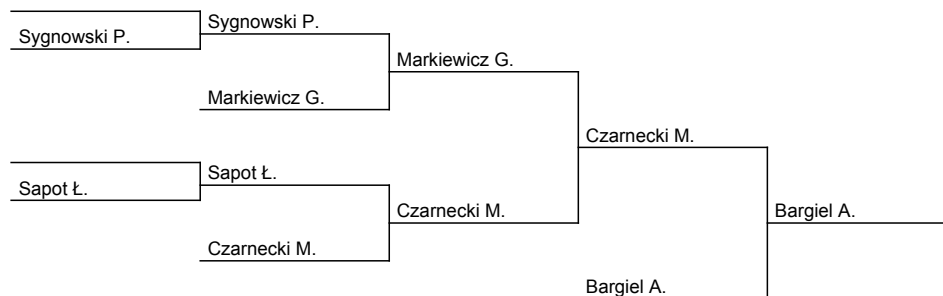 Sygnowski P.
Sygnowski P.
Markiewicz G.
Markiewicz G.
Czarnecki M.
Sapot Ł.
Sapot Ł.
Czarnecki M.
Bargiel A.
Czarnecki M.
Bargiel A.